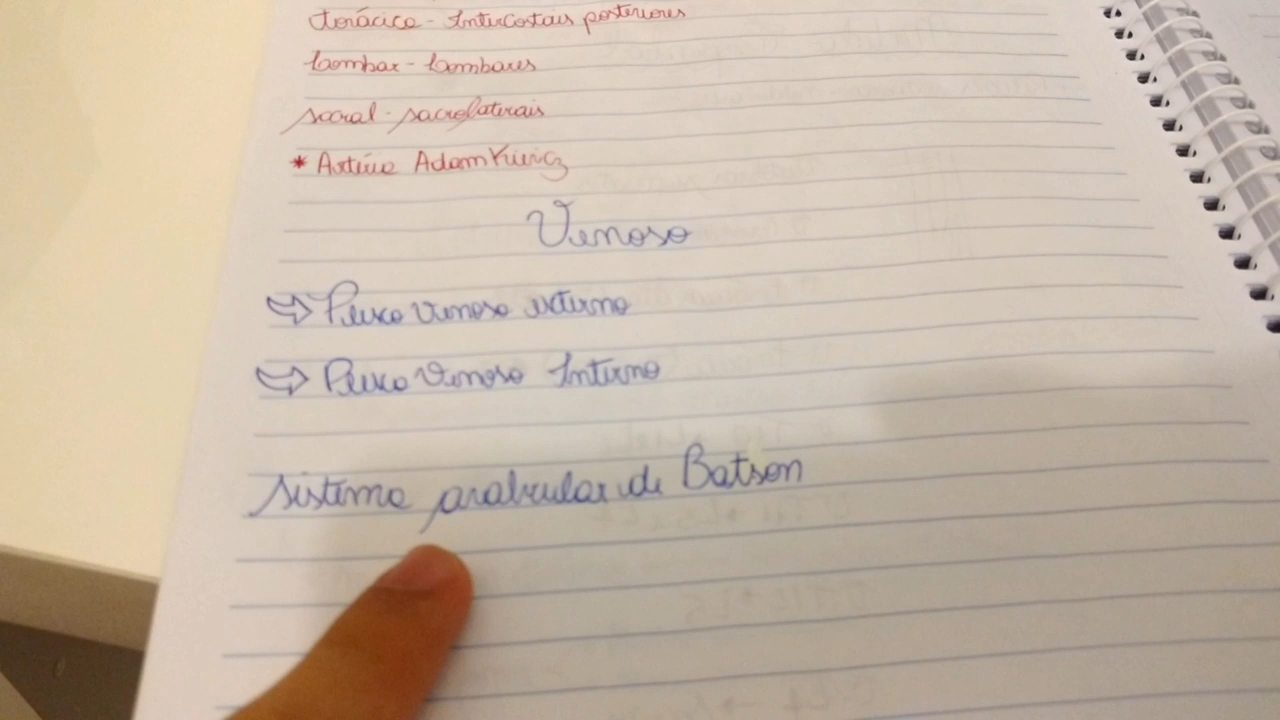 torácica - Intercostais posteriores
Lombar - Lombares
sacral - sacrolaterais
* Artéria Adamkiewicz
Venoso
⇨ Plexo venoso externo
⇨ Plexo Venoso Interno
sistema avalvular de Batson